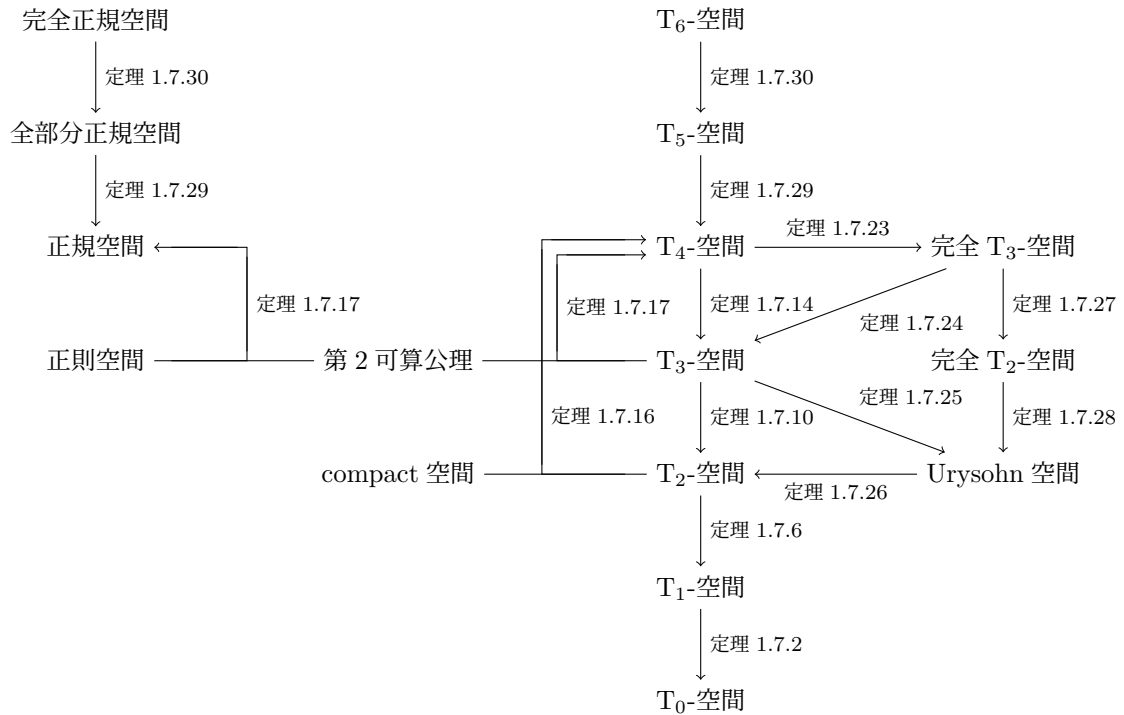 完全正規空間 T₆-空間
定理 1.7.30 定理 1.7.30
全部分正規空間 T₅-空間
定理 1.7.29 定理 1.7.29
定理 1.7.23
正規空間 T₄-空間 完全 T₃-空間
定理 1.7.17 定理 1.7.17 定理 1.7.14 定理 1.7.27
定理 1.7.24
正則空間 第 2 可算公理 T₃-空間 完全 T₂-空間
定理 1.7.25
定理 1.7.16 定理 1.7.10 定理 1.7.28
compact 空間 T₂-空間 Urysohn 空間
定理 1.7.26
定理 1.7.6
T₁-空間
定理 1.7.2
T₀-空間